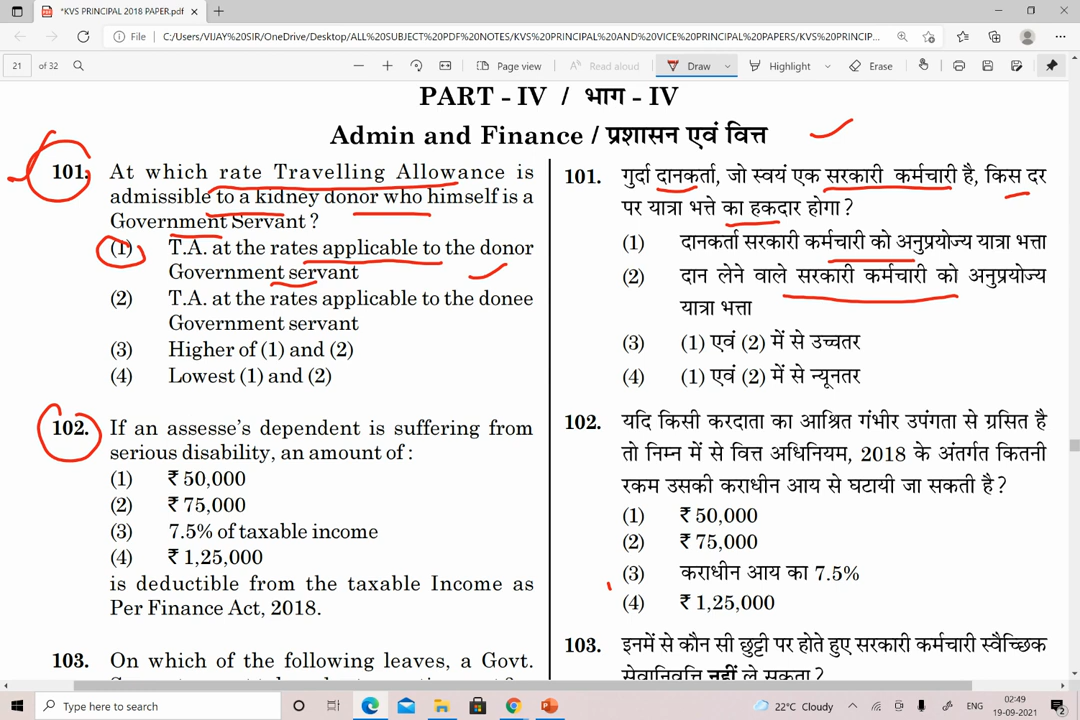 *KVS PRINCIPAL 2018 PAPER.pdf
File
C:/Users/VIJAY%20SIR/OneDrive/Desktop/ALL%20SUBJECT%20PDF%20NOTES/KVS%20PRINCIPAL%20AND%20VICE%20PRINCIPAL%20PAPERS/KVS%20PRINCIP...
21 of 32
Page view
Read aloud
Draw
Highlight
Erase
PART - IV / भाग - IV
Admin and Finance / प्रशासन एवं वित्त
101. At which rate Travelling Allowance is
admissible to a kidney donor who himself is a
Government Servant ?
(1) T.A. at the rates applicable to the donor
Government servant
(2) T.A. at the rates applicable to the donee
Government servant
(3) Higher of (1) and (2)
(4) Lowest (1) and (2)
102. If an assesse's dependent is suffering from
serious disability, an amount of :
(1) ₹ 50,000
(2) ₹ 75,000
(3) 7.5% of taxable income
(4) ₹ 1,25,000
is deductible from the taxable Income as
Per Finance Act, 2018.
103. On which of the following leaves, a Govt.
101. गुर्दा दानकर्ता, जो स्वयं एक सरकारी कर्मचारी है, किस दर
पर यात्रा भत्ते का हकदार होगा ?
(1) दानकर्ता सरकारी कर्मचारी को अनुप्रयोज्य यात्रा भत्ता
(2) दान लेने वाले सरकारी कर्मचारी को अनुप्रयोज्य
यात्रा भत्ता
(3) (1) एवं (2) में से उच्चतर
(4) (1) एवं (2) में से न्यूनतर
102. यदि किसी करदाता का आश्रित गंभीर उपंगता से ग्रसित है
तो निम्न में से वित्त अधिनियम, 2018 के अंतर्गत कितनी
रकम उसकी कराधीन आय से घटायी जा सकती है ?
(1) ₹ 50,000
(2) ₹ 75,000
(3) कराधीन आय का 7.5%
(4) ₹ 1,25,000
103. इनमें से कौन सी छुट्टी पर होते हुए सरकारी कर्मचारी स्वैच्छिक
सेवानिवृत्ति नहीं ले सकता ?
Type here to search
22°C Cloudy
ENG
02:49
19-09-2021
2